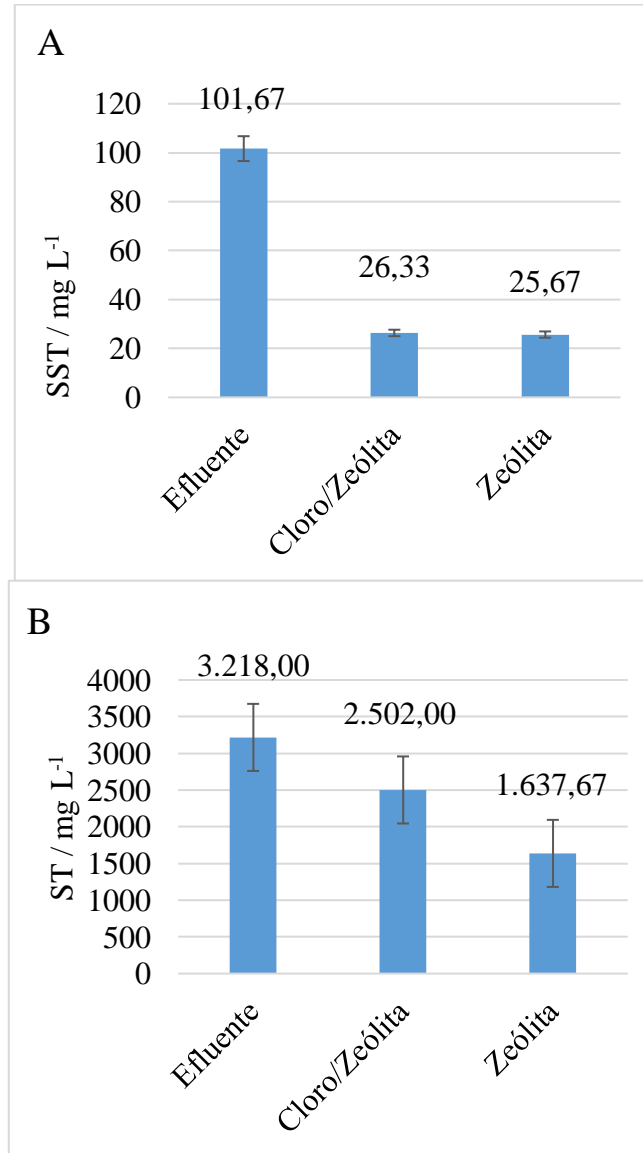 A
SST / mg L⁻¹
120
100
80
60
40
20
0
101,67
26,33
25,67
Efluente
Cloro/Zeólita
Zeólita
B
ST / mg L⁻¹
4000
3500
3000
2500
2000
1500
1000
500
0
3.218,00
2.502,00
1.637,67
Efluente
Cloro/Zeólita
Zeólita